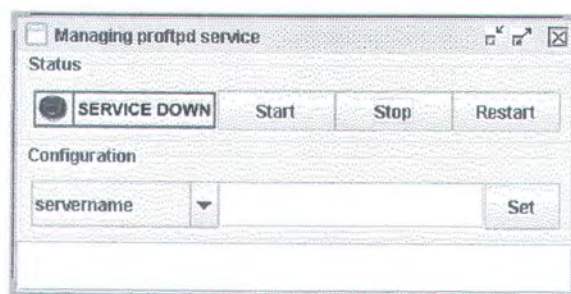 Managing proftpd service
Status
SERVICE DOWN Start Stop Restart
Configuration
servername Set